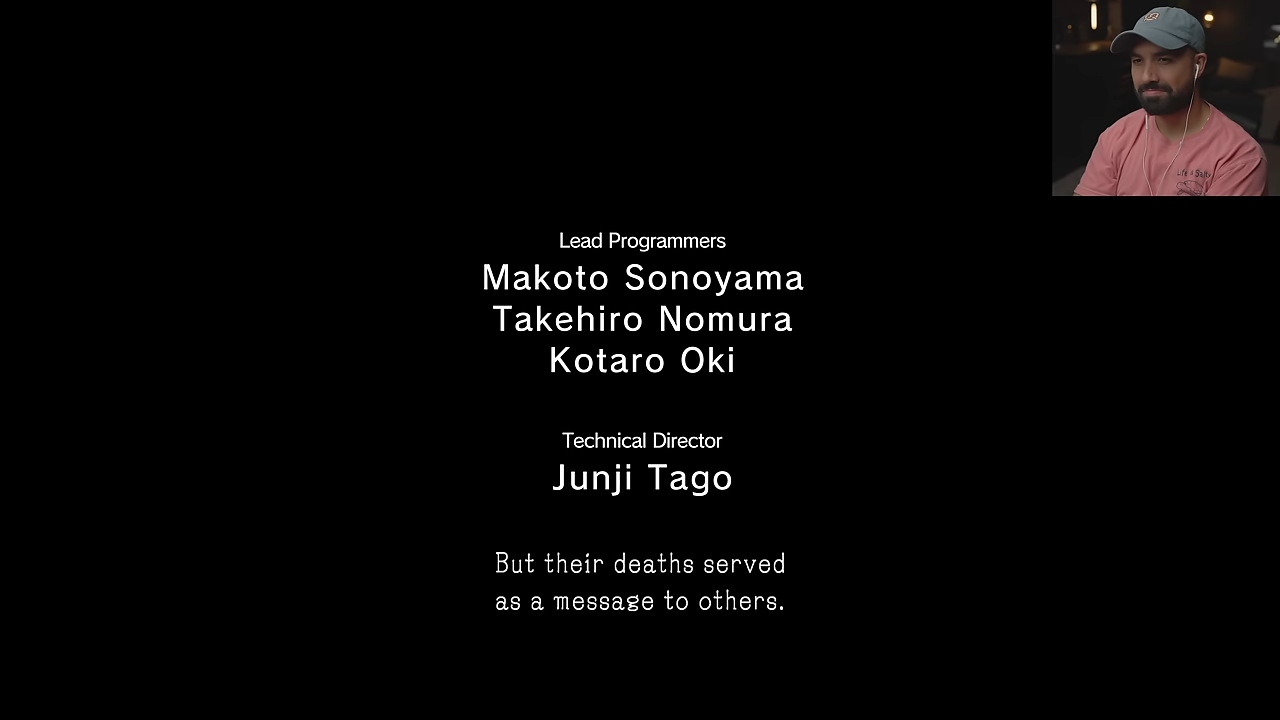 Lead Programmers
Makoto Sonoyama
Takehiro Nomura
Kotaro Oki
Technical Director
Junji Tago
But their deaths served
as a message to others.